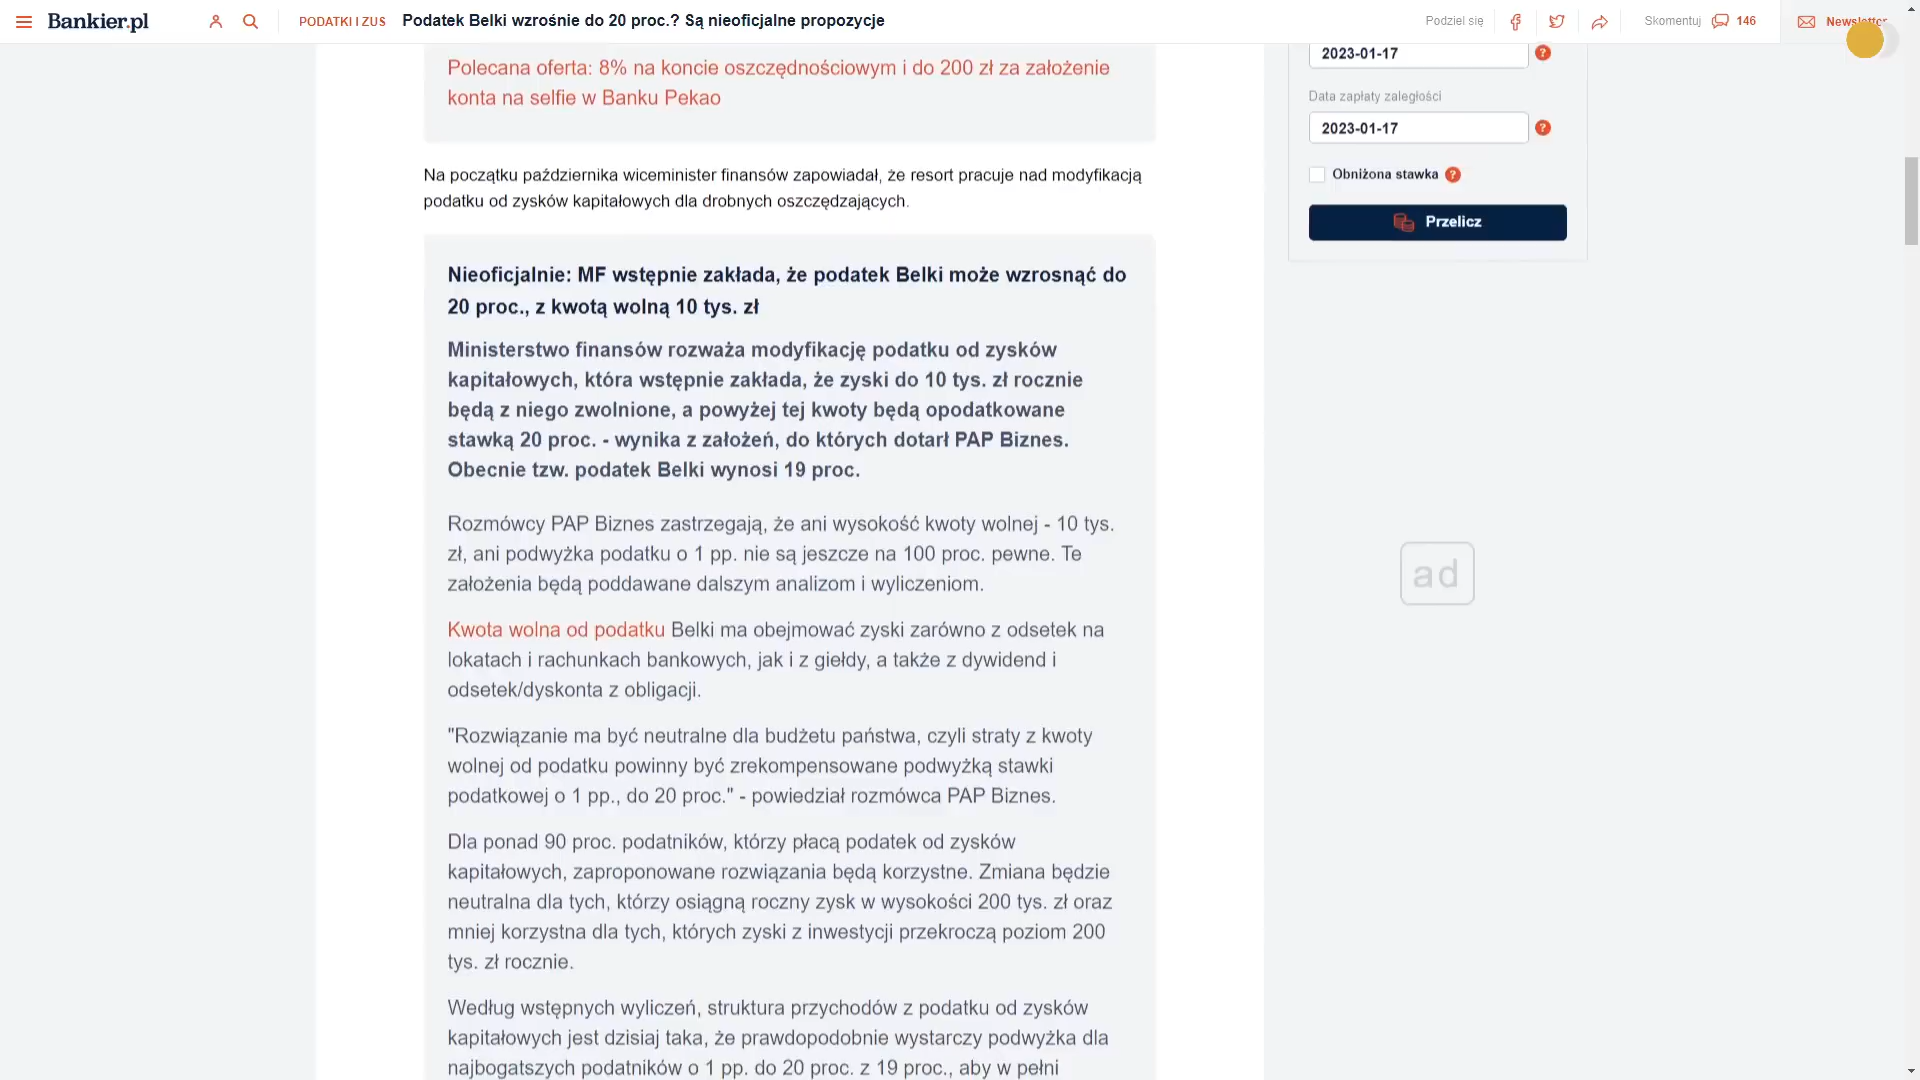 Bankier.pl
PODATKI I ZUS
Podatek Belki wzrośnie do 20 proc.? Są nieoficjalne propozycje
Podziel się
Skomentuj
146
Polecana oferta: 8% na koncie oszczędnościowym i do 200 zł za założenie
konta na selfie w Banku Pekao
Na początku października wiceminister finansów zapowiadał, że resort pracuje nad modyfikacją
podatku od zysków kapitałowych dla drobnych oszczędzających.
Nieoficjalnie: MF wstępnie zakłada, że podatek Belki może wzrosnąć do
20 proc., z kwotą wolną 10 tys. zł
Ministerstwo finansów rozważa modyfikację podatku od zysków
kapitałowych, która wstępnie zakłada, że zyski do 10 tys. zł rocznie
będą z niego zwolnione, a powyżej tej kwoty będą opodatkowane
stawką 20 proc. - wynika z założeń, do których dotarł PAP Biznes.
Obecnie tzw. podatek Belki wynosi 19 proc.
Rozmówcy PAP Biznes zastrzegają, że ani wysokość kwoty wolnej - 10 tys.
zł, ani podwyżka podatku o 1 pp. nie są jeszcze na 100 proc. pewne. Te
założenia będą poddawane dalszym analizom i wyliczeniom.
Kwota wolna od podatku Belki ma obejmować zyski zarówno z odsetek na
lokatach i rachunkach bankowych, jak i z giełdy, a także z dywidend i
odsetek/dyskonta z obligacji.
"Rozwiązanie ma być neutralne dla budżetu państwa, czyli straty z kwoty
wolnej od podatku powinny być zrekompensowane podwyżką stawki
podatkowej o 1 pp., do 20 proc." - powiedział rozmówca PAP Biznes.
Dla ponad 90 proc. podatników, którzy płacą podatek od zysków
kapitałowych, zaproponowane rozwiązania będą korzystne. Zmiana będzie
neutralna dla tych, którzy osiągną roczny zysk w wysokości 200 tys. zł oraz
mniej korzystna dla tych, których zyski z inwestycji przekroczą poziom 200
tys. zł rocznie.
Według wstępnych wyliczeń, struktura przychodów z podatku od zysków
kapitałowych jest dzisiaj taka, że prawdopodobnie wystarczy podwyżka dla
najbogatszych podatników o 1 pp. do 20 proc. z 19 proc., aby w pełni
2023-01-17
?
Data zapłaty zaległości
2023-01-17
?
Obniżona stawka ?
Przelicz
ad